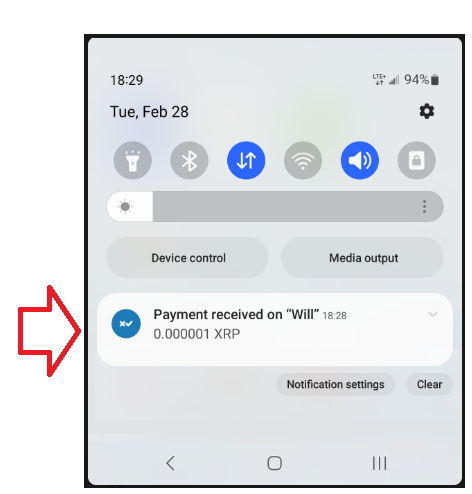 18:29 LTE+ 94%
Tue, Feb 28
Device control Media output
Payment received on “Will” 18:28
0.000001 XRP
Notification settings Clear